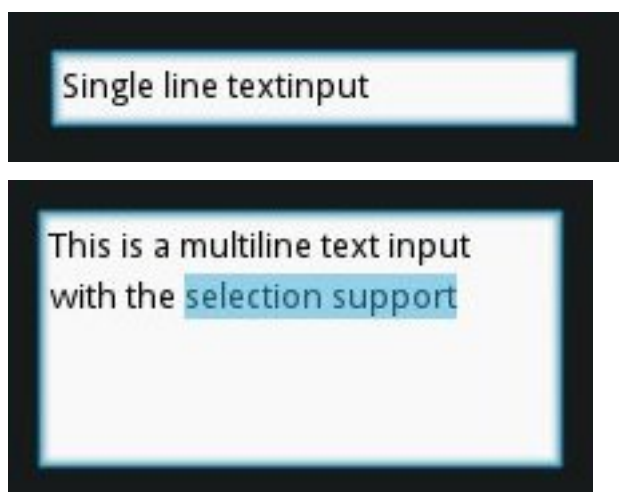 Single line textinput
This is a multiline text input
with the selection support